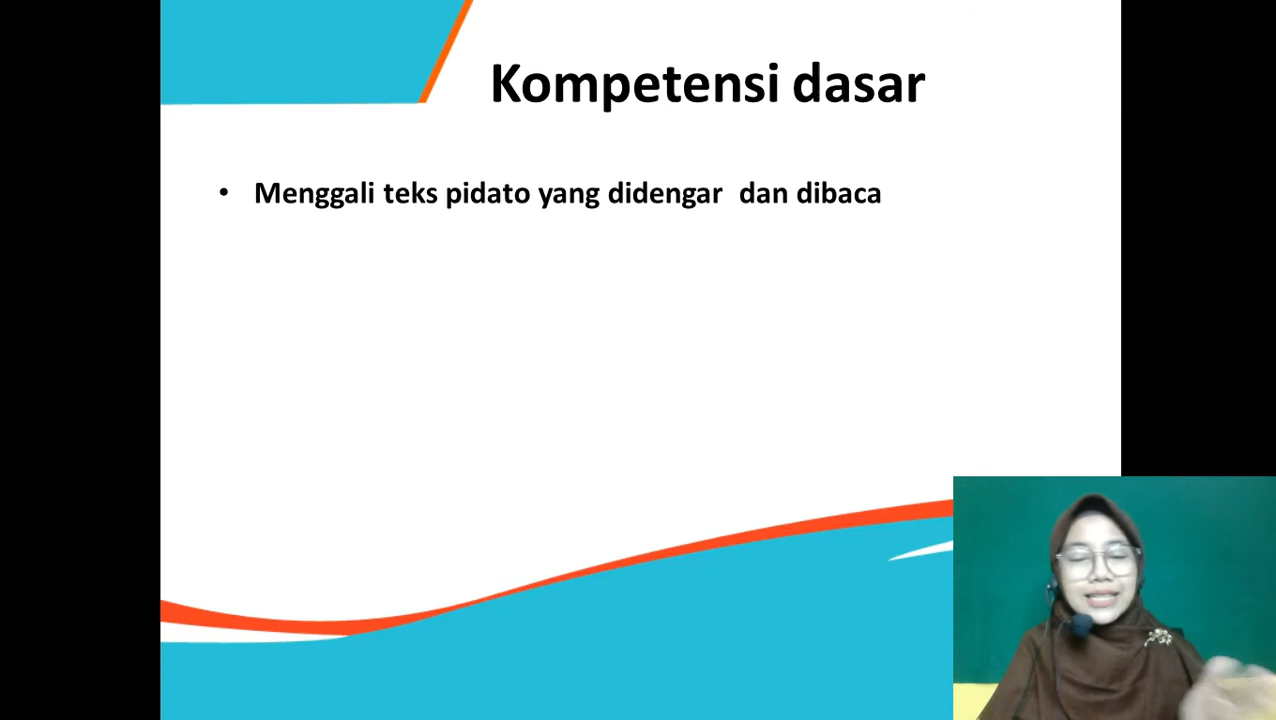 Kompetensi dasar
• Menggali teks pidato yang didengar dan dibaca